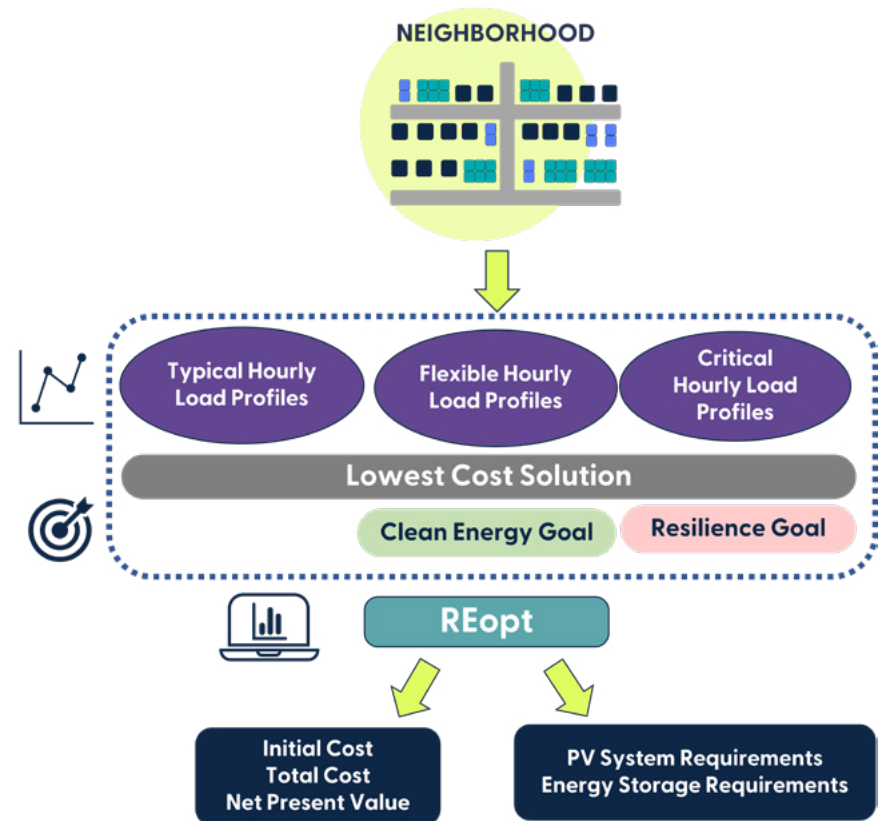 NEIGHBORHOOD
Typical Hourly
Load Profiles
Flexible Hourly
Load Profiles
Critical
Hourly Load
Profiles
Lowest Cost Solution
Clean Energy Goal
Resilience Goal
REopt
Initial Cost
Total Cost
Net Present Value
PV System Requirements
Energy Storage Requirements